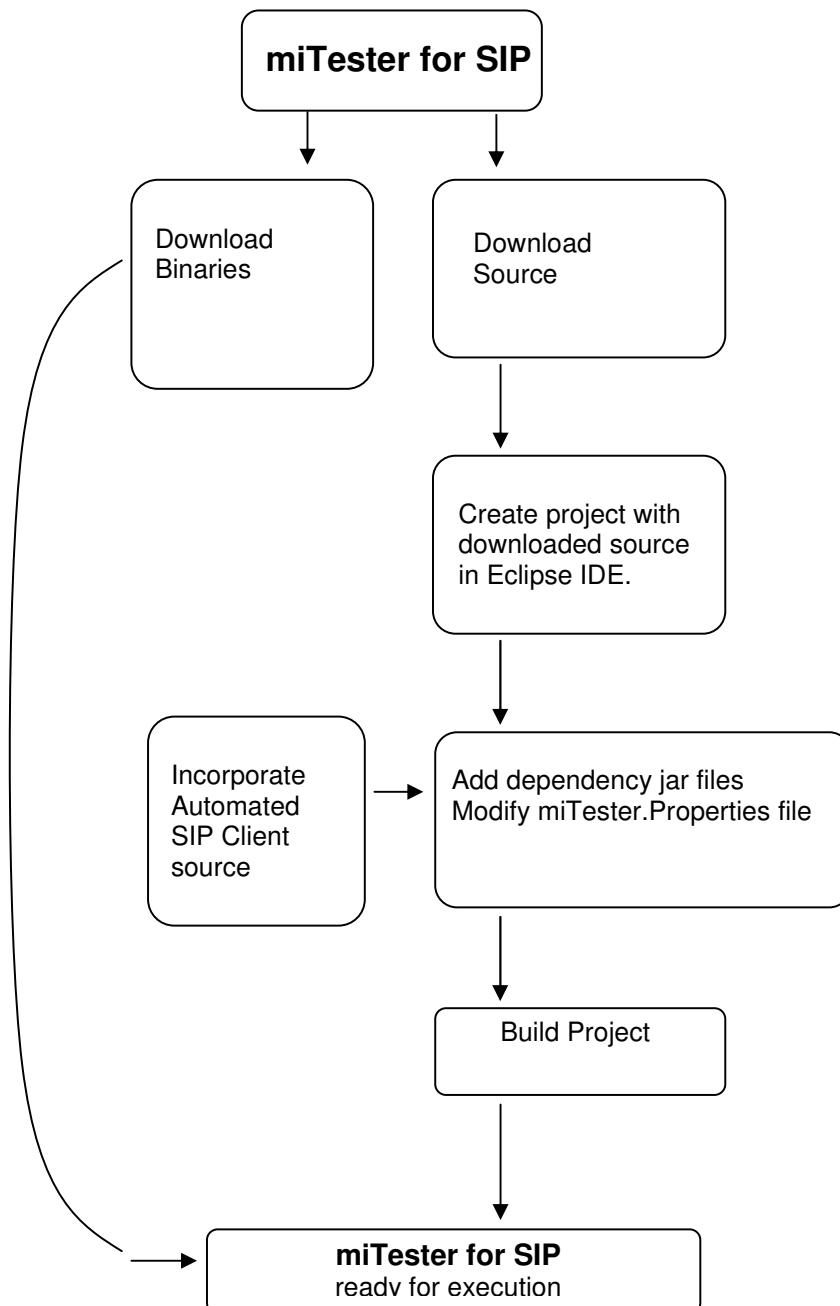 miTester for SIP
Download
Binaries
Download
Source
Create project with
downloaded source
in Eclipse IDE.
Incorporate
Automated
SIP Client
source
Add dependency jar files
Modify miTester.Properties file
Build Project
miTester for SIP
ready for execution